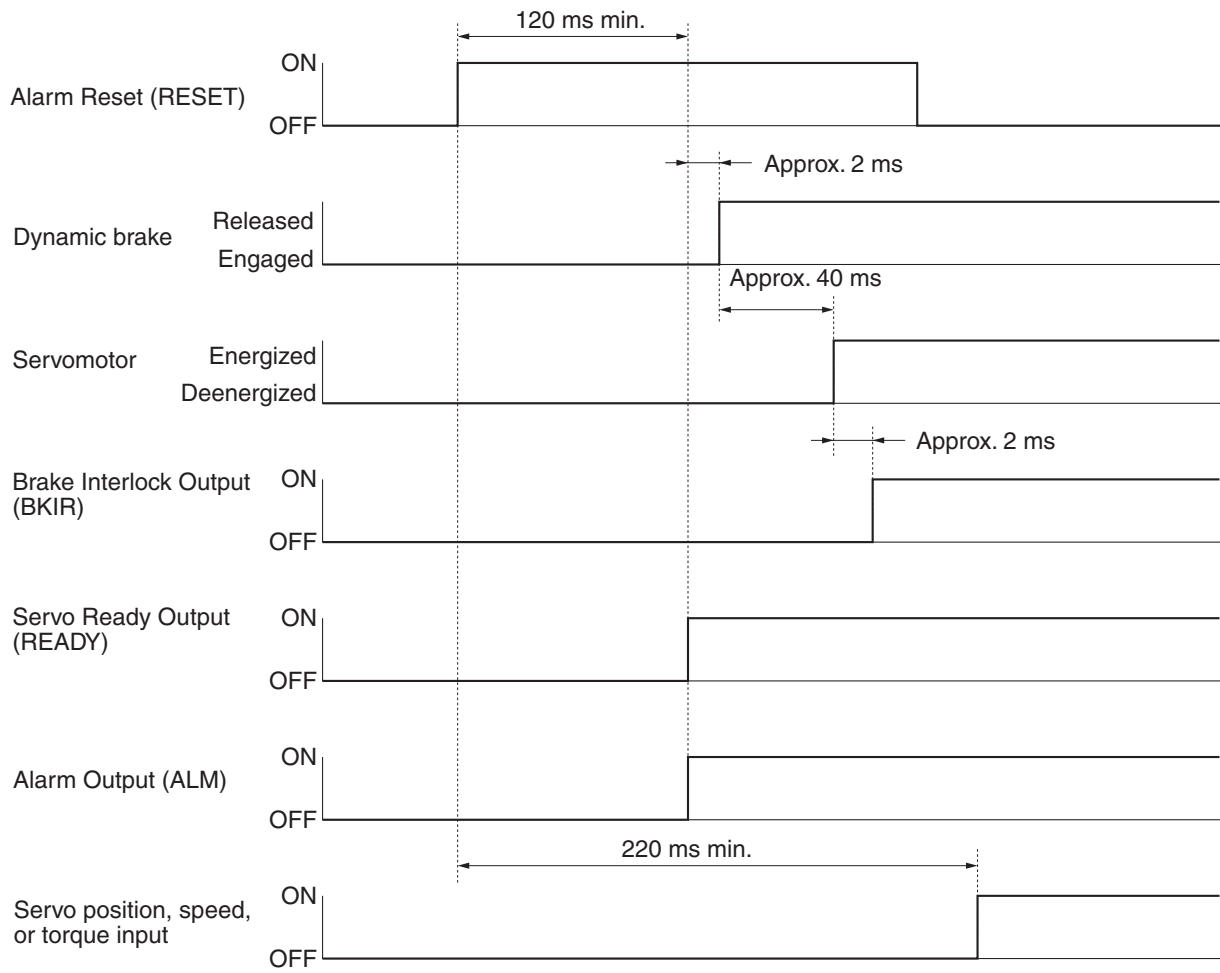 120 ms min.
ON
Alarm Reset (RESET)
OFF
Approx. 2 ms
Released
Dynamic brake
Engaged
Approx. 40 ms
Energized
Servomotor
Deenergized
Approx. 2 ms
Brake Interlock Output
(BKIR)
ON
OFF
Servo Ready Output
(READY)
ON
OFF
ON
Alarm Output (ALM)
OFF
220 ms min.
ON
Servo position, speed,
or torque input
OFF